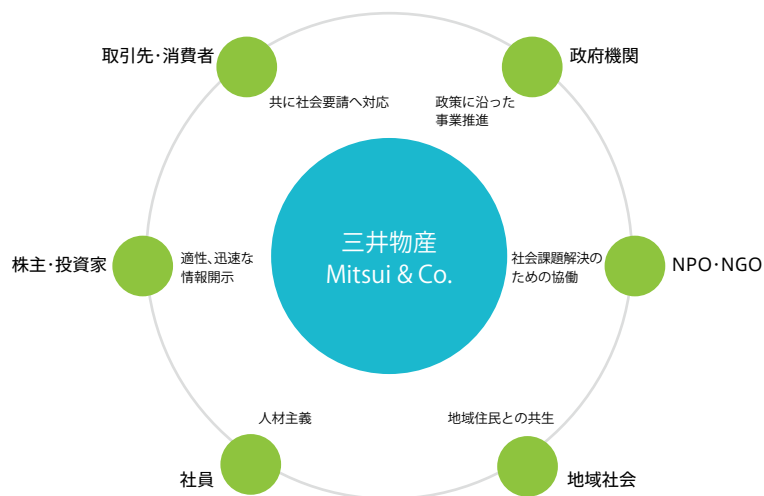 取引先・消費者
政府機関
共に社会要請へ対応
政策に沿った
事業推進
三井物産
Mitsui & Co.
株主・投資家
適性、迅速な
情報開示
社会課題解決の
ための協働
NPO・NGO
人材主義
地域住民との共生
社員
地域社会